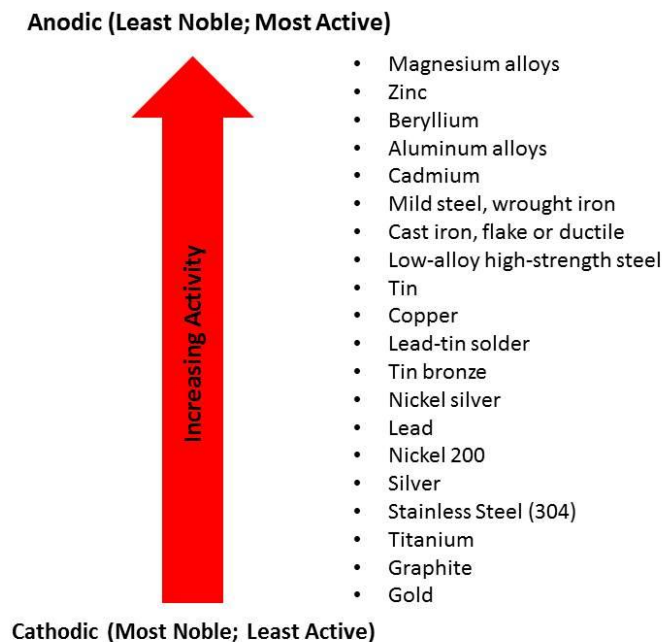 Anodic (Least Noble; Most Active)
Increasing Activity
• Magnesium alloys
• Zinc
• Beryllium
• Aluminum alloys
• Cadmium
• Mild steel, wrought iron
• Cast iron, flake or ductile
• Low-alloy high-strength steel
• Tin
• Copper
• Lead-tin solder
• Tin bronze
• Nickel silver
• Lead
• Nickel 200
• Silver
• Stainless Steel (304)
• Titanium
• Graphite
• Gold
Cathodic (Most Noble; Least Active)